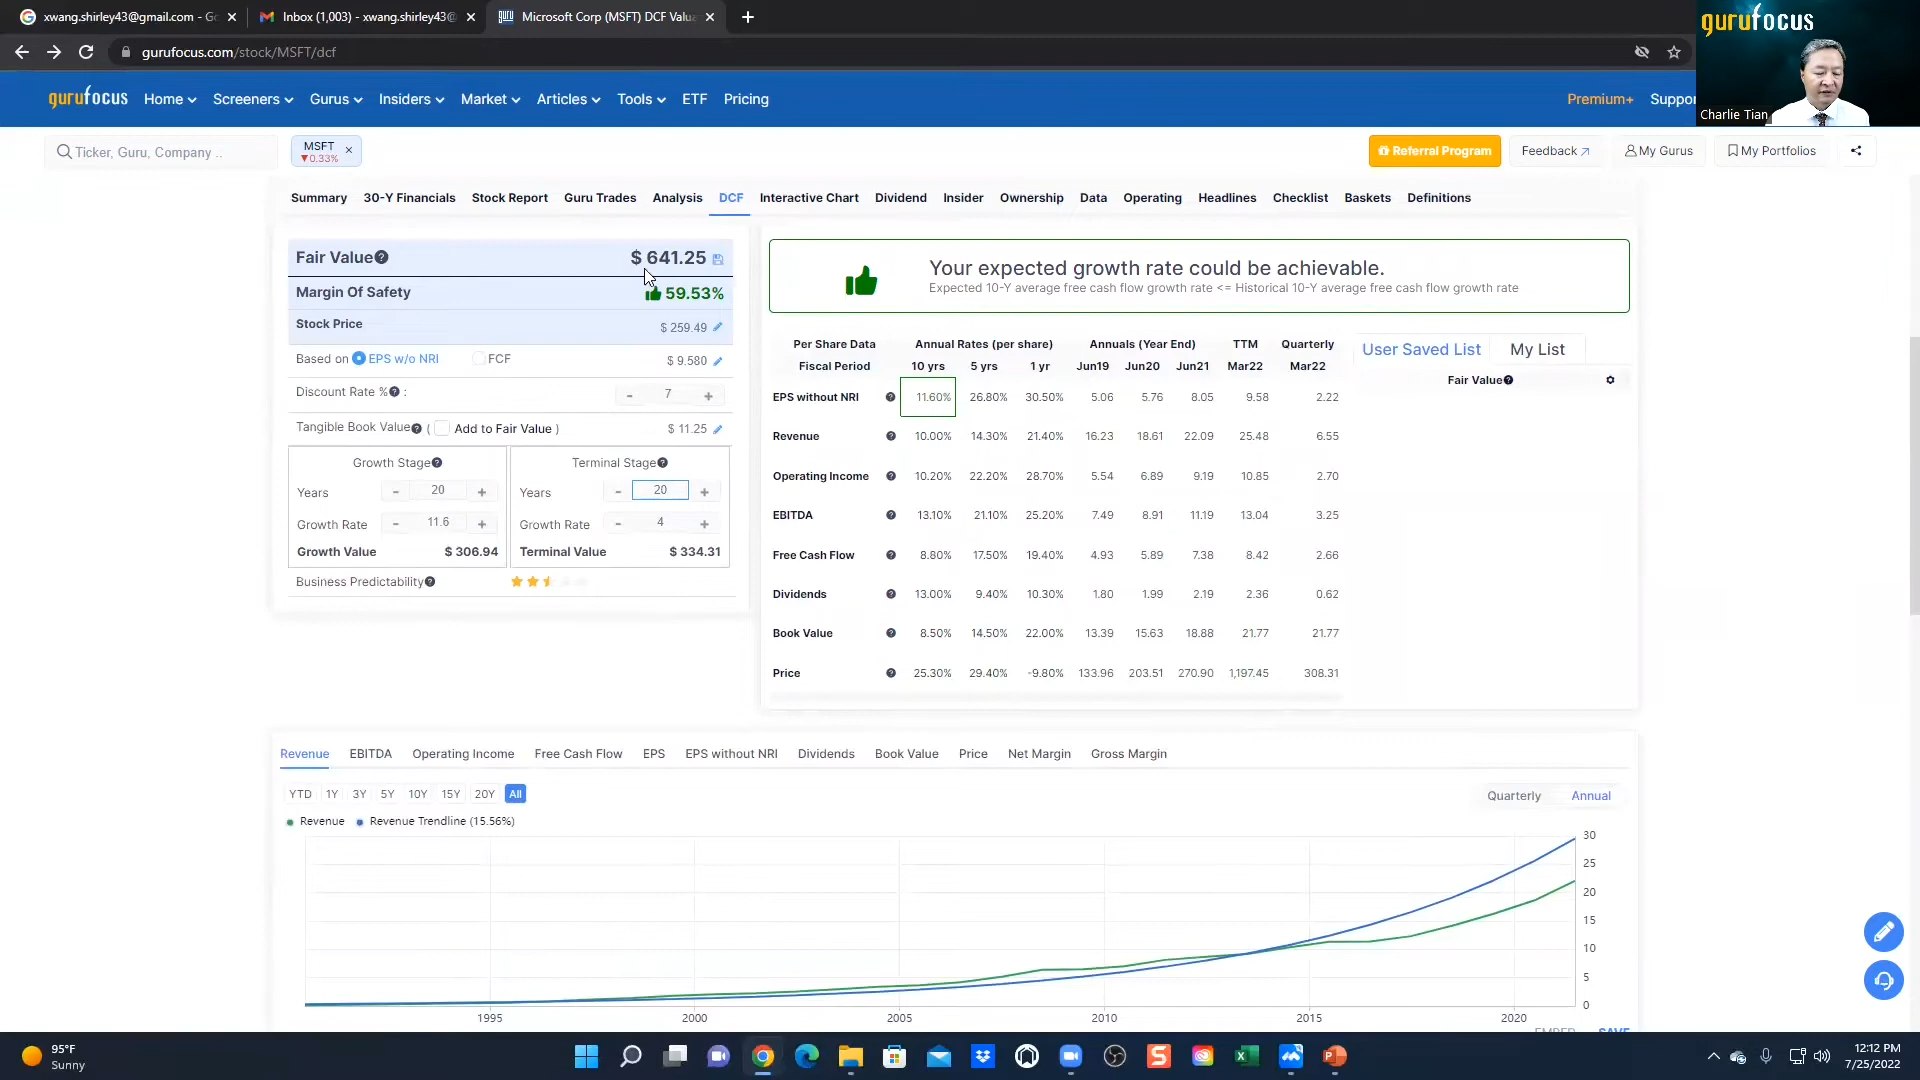 xwang.shirley43@gmail.com - Go
Inbox (1,003) - xwang.shirley43@
Microsoft Corp (MSFT) DCF Valua
gurufocus.com/stock/MSFT/dcf
gurufocus
Charlie Tian
gurufocus Home Screeners Gurus Insiders Market Articles Tools ETF Pricing Premium+ Suppor
Ticker, Guru, Company ..
MSFT
▼0.33%
Referral Program Feedback My Gurus My Portfolios
Summary 30-Y Financials Stock Report Guru Trades Analysis DCF Interactive Chart Dividend Insider Ownership Data Operating Headlines Checklist Baskets Definitions
Fair Value $ 641.25
Margin Of Safety 59.53%
Stock Price $ 259.49
Based on EPS w/o NRI FCF $ 9.580
Discount Rate % : - 7 +
Tangible Book Value ( Add to Fair Value ) $ 11.25
Growth Stage Terminal Stage
Years - 20 + Years - 20 +
Growth Rate - 11.6 + Growth Rate - 4 +
Growth Value $ 306.94 Terminal Value $ 334.31
Business Predictability
Your expected growth rate could be achievable.
Expected 10-Y average free cash flow growth rate <= Historical 10-Y average free cash flow growth rate
Per Share Data Annual Rates (per share) Annuals (Year End) TTM Quarterly
Fiscal Period 10 yrs 5 yrs 1 yr Jun19 Jun20 Jun21 Mar22 Mar22
EPS without NRI 11.60% 26.80% 30.50% 5.06 5.76 8.05 9.58 2.22
Revenue 10.00% 14.30% 21.40% 16.23 18.61 22.09 25.48 6.55
Operating Income 10.20% 22.20% 28.70% 5.54 6.89 9.19 10.85 2.70
EBITDA 13.10% 21.10% 25.20% 7.49 8.91 11.19 13.04 3.25
Free Cash Flow 8.80% 17.50% 19.40% 4.93 5.89 7.38 8.42 2.66
Dividends 13.00% 9.40% 10.30% 1.80 1.99 2.19 2.36 0.62
Book Value 8.50% 14.50% 22.00% 13.39 15.63 18.88 21.77 21.77
Price 25.30% 29.40% -9.80% 133.96 203.51 270.90 1,197.45 308.31
User Saved List My List
Fair Value
Revenue EBITDA Operating Income Free Cash Flow EPS EPS without NRI Dividends Book Value Price Net Margin Gross Margin
YTD 1Y 3Y 5Y 10Y 15Y 20Y All
Quarterly Annual
Revenue Revenue Trendline (15.56%)
30
25
20
15
10
5
0
1995 2000 2005 2010 2015 2020
EMBED SAVE
95°F
Sunny
12:12 PM
7/25/2022